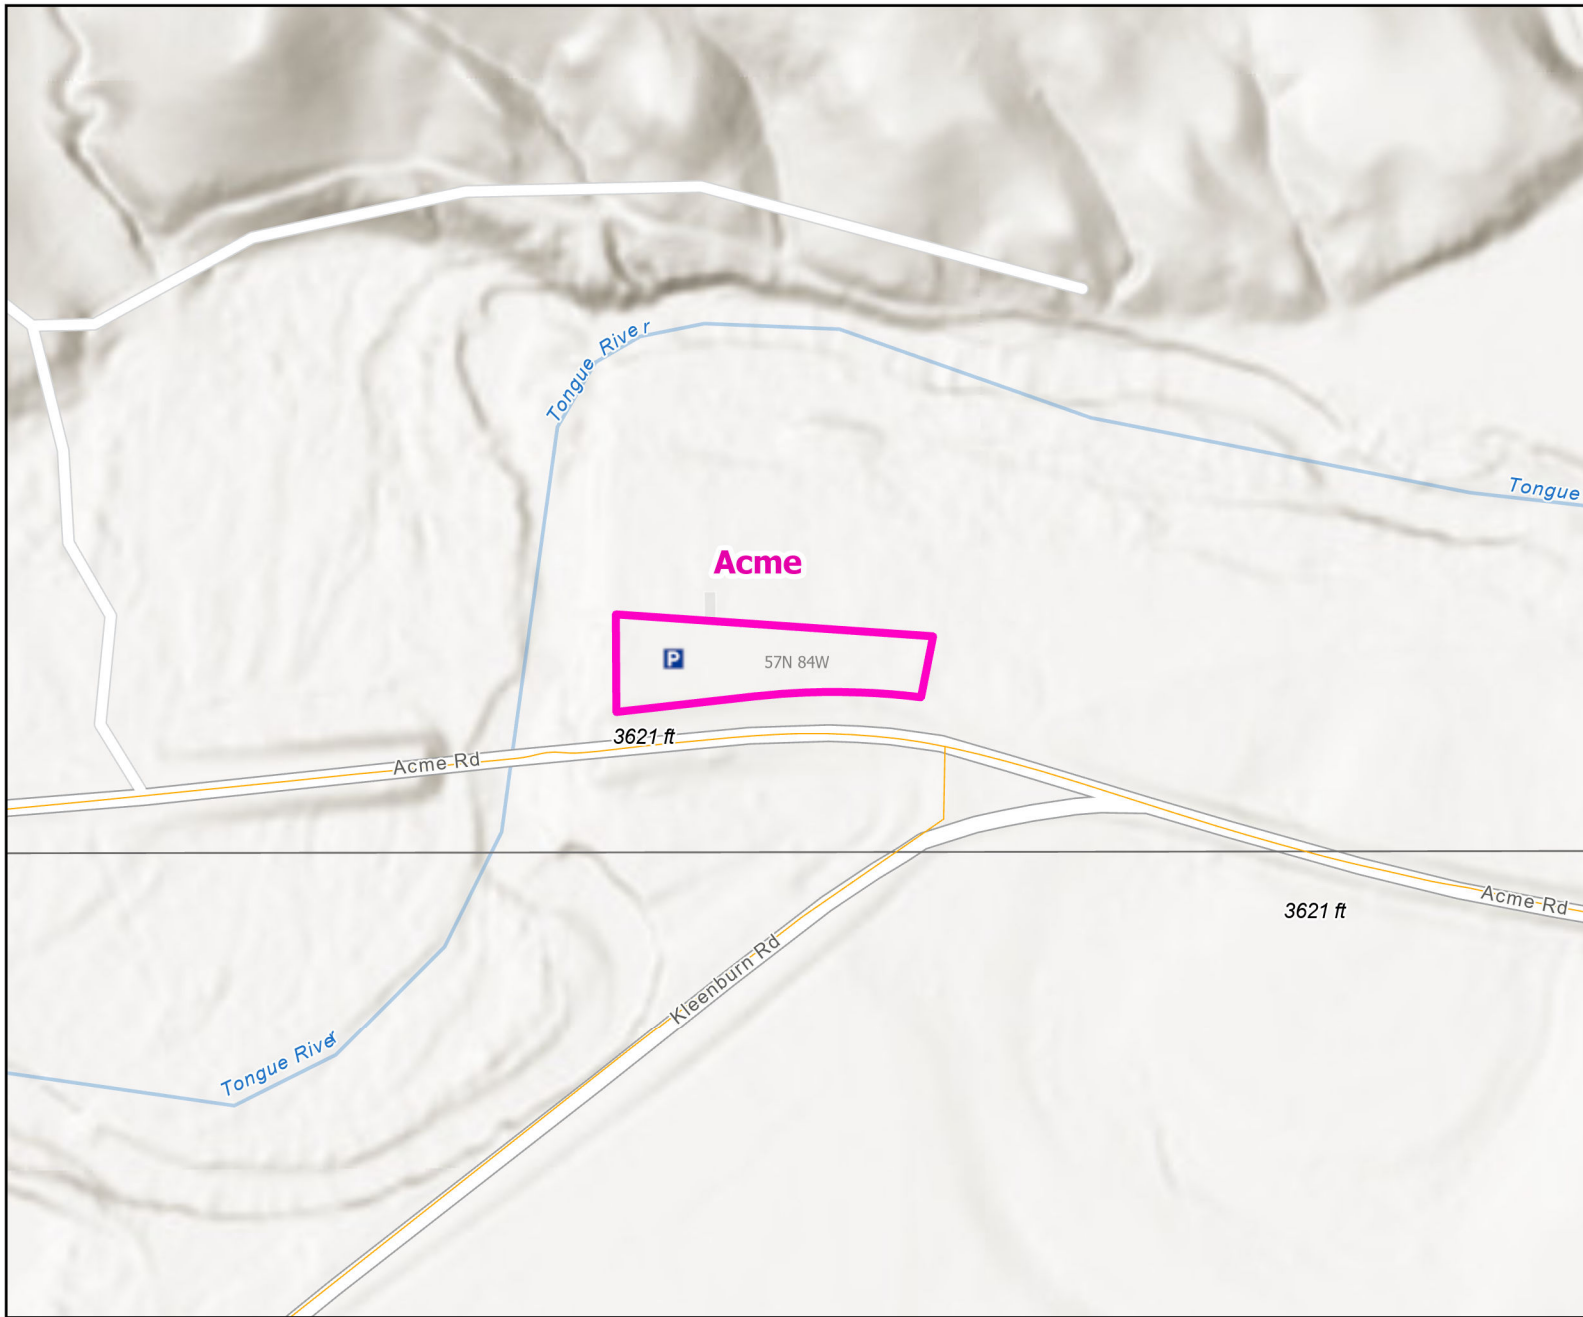 Tongue River
Tongue
Acme
P
57N 84W
3621 ft
Acme Rd
Acme Rd
3621 ft
Kleenburn Rd
Tongue River